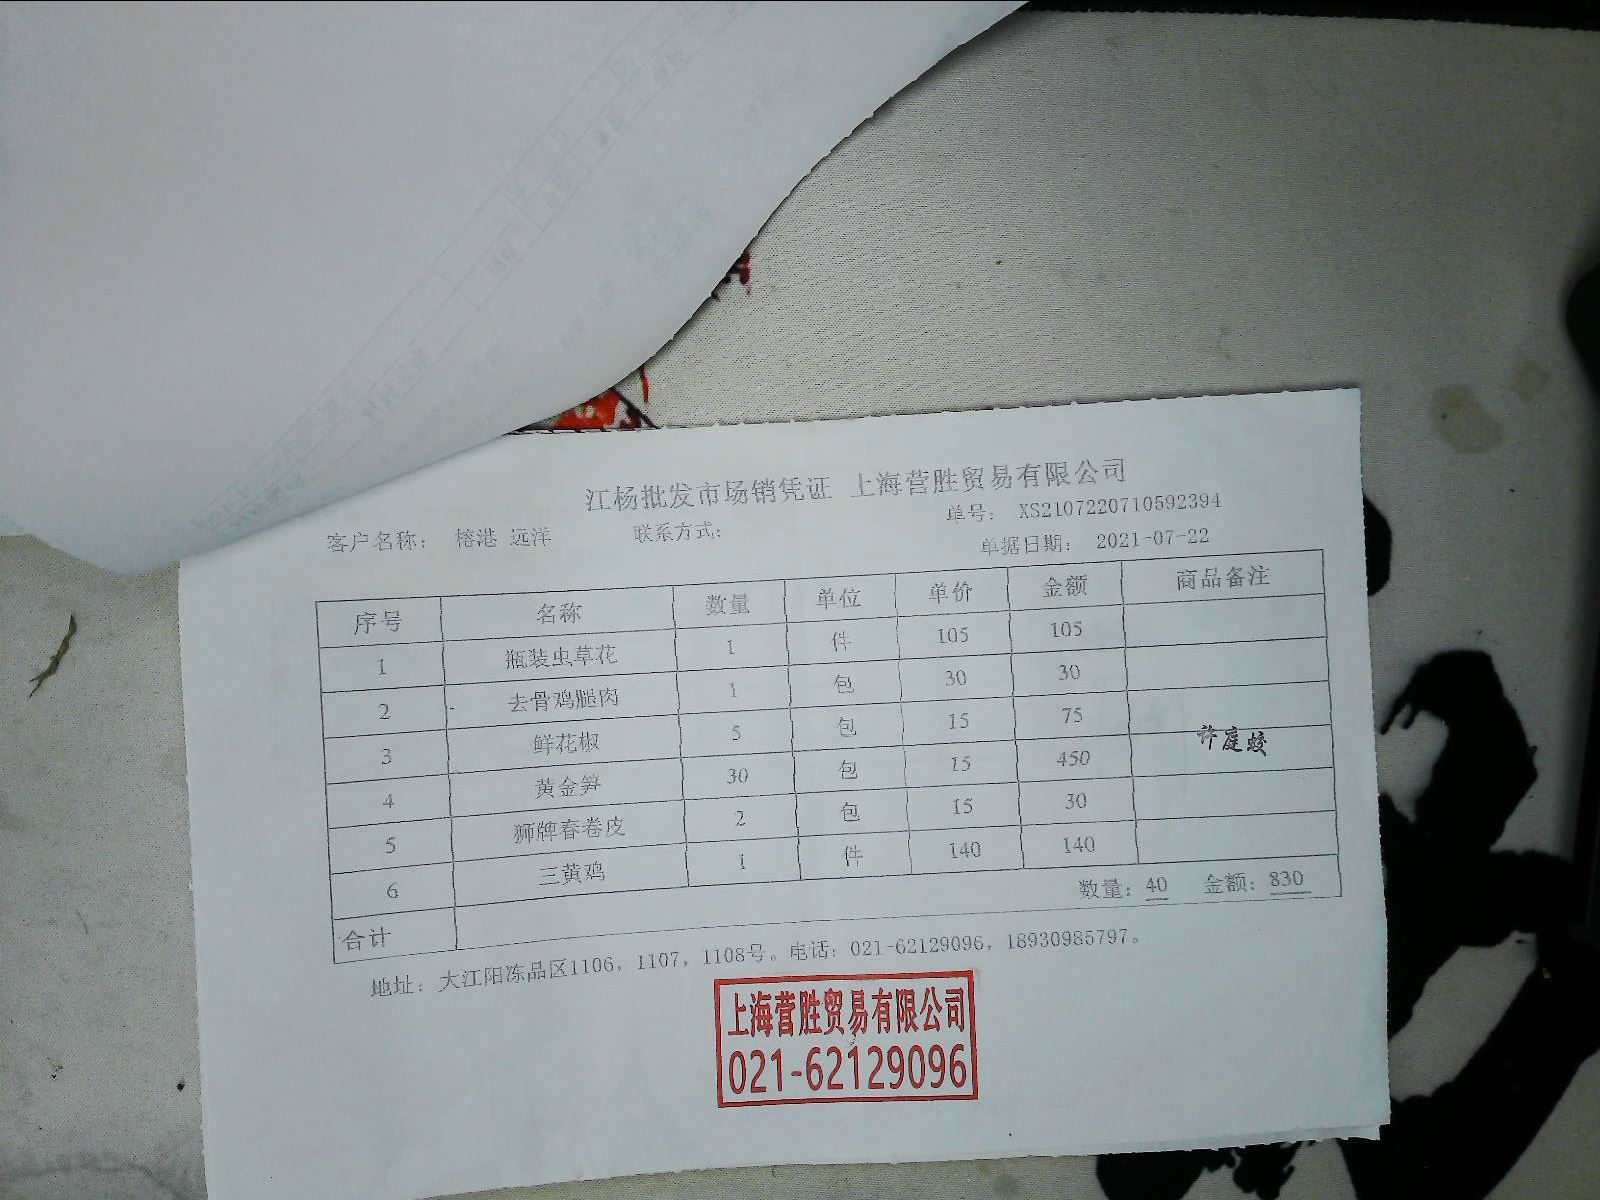 江杨批发市场销凭证 上海营胜贸易有限公司
单号： XS2107220710592394
客户名称： 榕港 远洋 联系方式： 单据日期： 2021-07-22
序号 名称 数量 单位 单价 金额 商品备注
1 瓶装虫草花 1 件 105 105
2 去骨鸡腿肉 1 包 30 30
3 鲜花椒 5 包 15 75
4 黄金笋 30 包 15 450
5 狮牌春卷皮 2 包 15 30
6 三黄鸡 1 件 140 140
许庭蛟
合计 数量：40 金额：830
地址： 大江阳冻品区1106，1107，1108号。电话：021-62129096，18930985797。
上海营胜贸易有限公司
021-62129096